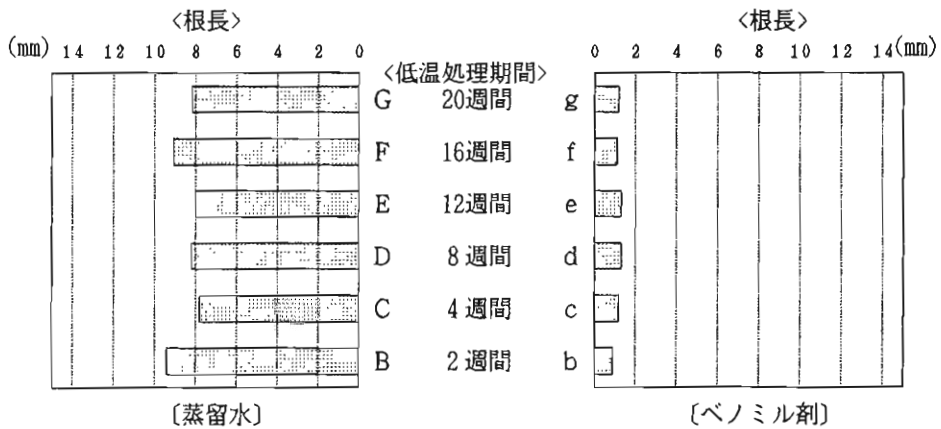 〈根長〉 〈根長〉
(mm) 14 12 10 8 6 4 2 0 0 2 4 6 8 10 12 14 (mm)
〈低温処理期間〉
G 20週間 g
F 16週間 f
E 12週間 e
D 8週間 d
C 4週間 c
B 2週間 b
〔蒸留水〕 〔ベノミル剤〕